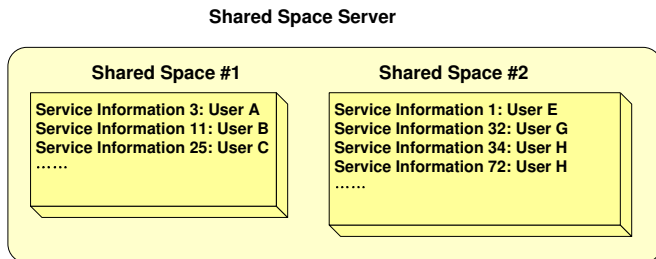 Shared Space Server
Shared Space #1
Service Information 3: User A
Service Information 11: User B
Service Information 25: User C
……
Shared Space #2
Service Information 1: User E
Service Information 32: User G
Service Information 34: User H
Service Information 72: User H
……